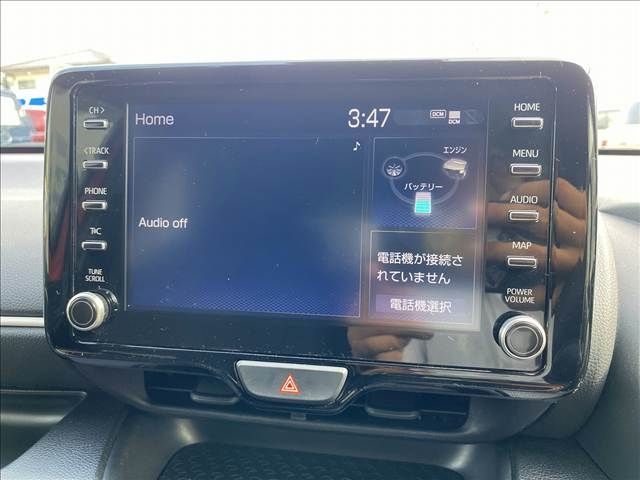 CH>
<TRACK
PHONE
T/C
TUNE
SCROLL
Home
3:47
DCM
DCM
♪
Audio off
エンジン
バッテリー
電話機が接続さ
れていません
電話機選択
HOME
MENU
AUDIO
MAP
POWER
VOLUME